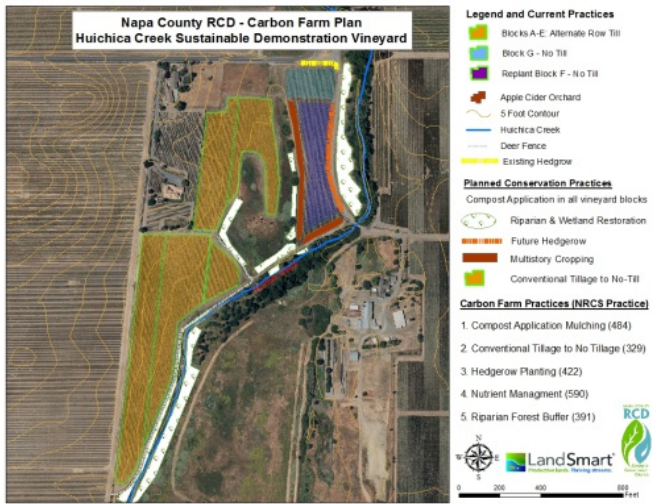 Napa County RCD - Carbon Farm Plan
Huichica Creek Sustainable Demonstration Vineyard
Legend and Current Practices
Blocks A-E: Alternate Row Till
Block G - No Till
Replant Block F - No Till
Apple Cider Orchard
5 Foot Contour
Huichica Creek
Deer Fence
Existing Hedgrow
Planned Conservation Practices
Compost Application in all vineyard blocks
Riparian & Wetland Restoration
Future Hedgerow
Multistory Cropping
Conventional Tillage to No-Till
Carbon Farm Practices (NRCS Practice)
1. Compost Application Mulching (484)
2. Conventional Tillage to No Tillage (329)
3. Hedgerow Planting (422)
4. Nutrient Managment (590)
5. Riparian Forest Buffer (391)
N
W E
S
LandSmart
Productive lands. Thriving streams.
RCD
0 200 400 800
Feet